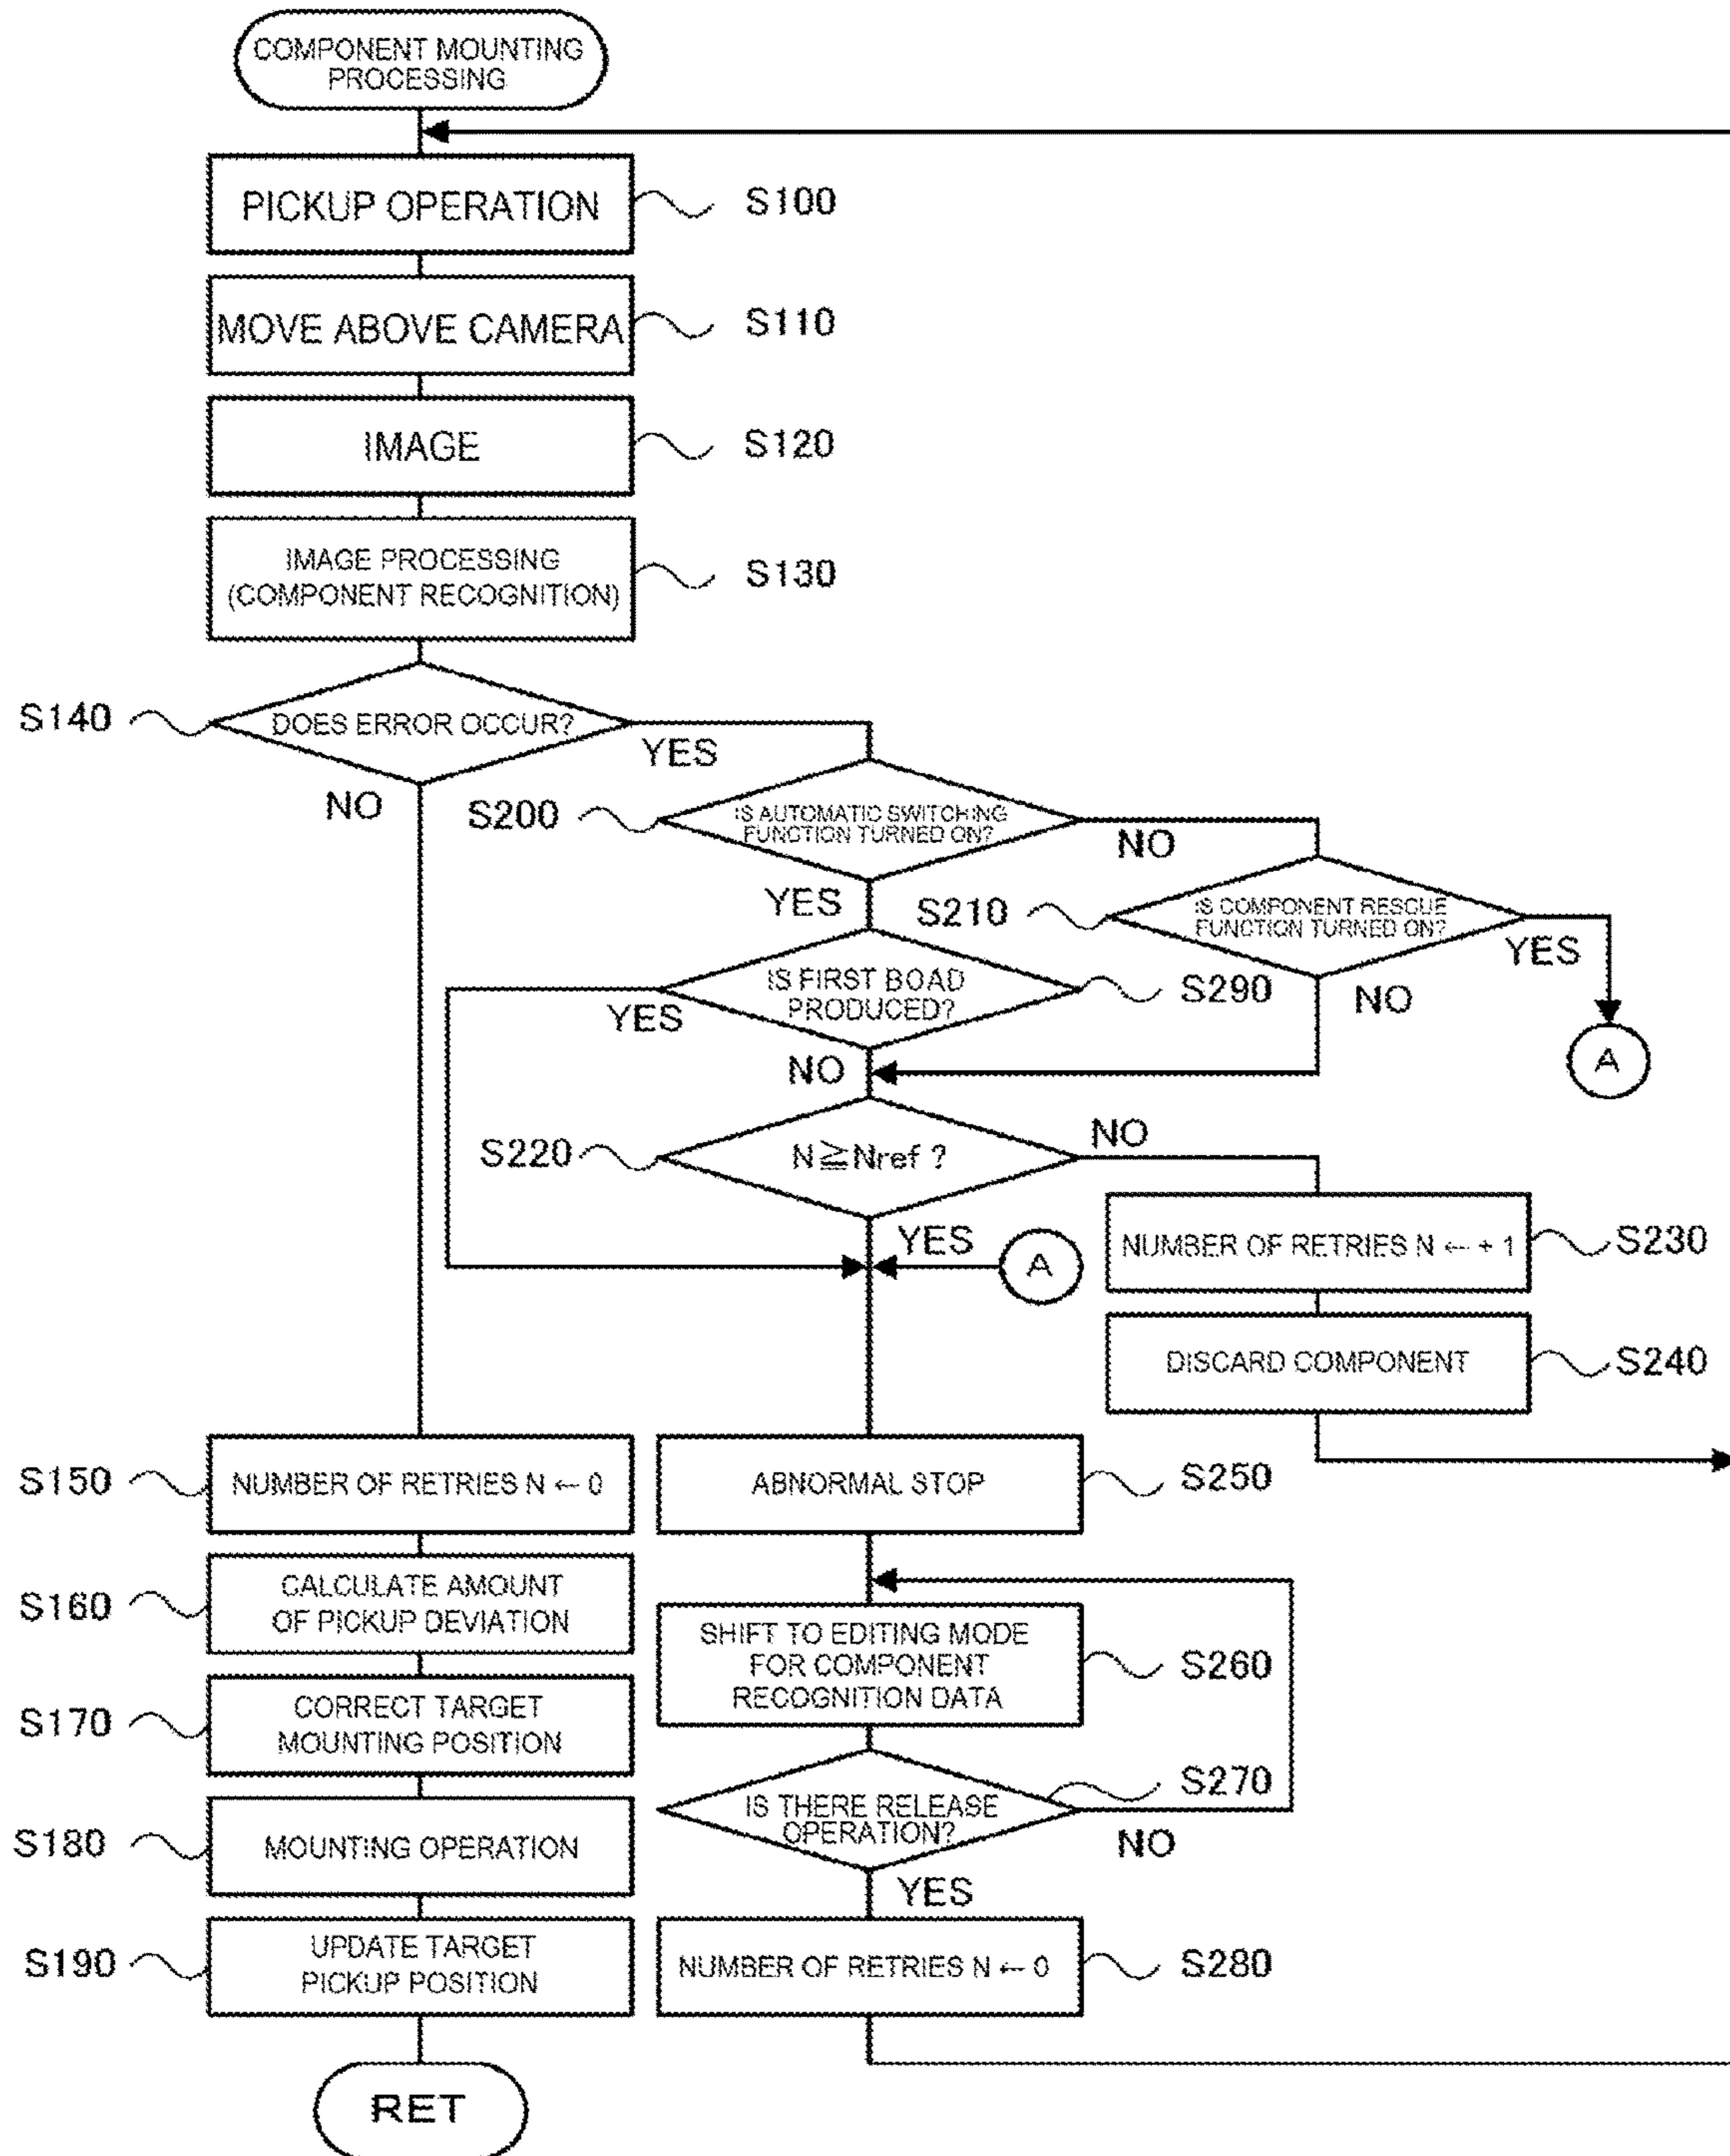 COMPONENT MOUNTING
PROCESSING
PICKUP OPERATION
S100
MOVE ABOVE CAMERA
S110
IMAGE
S120
IMAGE PROCESSING
(COMPONENT RECOGNITION)
S130
S140
DOES ERROR OCCUR?
YES
NO
S200
IS AUTOMATIC SWITCHING
FUNCTION TURNED ON?
NO
YES
S210
IS COMPONENT RESCUE
FUNCTION TURNED ON?
YES
NO
IS FIRST BOAD
PRODUCED?
S290
YES
NO
A
S220
N≧Nref ?
NO
YES
A
NUMBER OF RETRIES N ← + 1
S230
DISCARD COMPONENT
S240
S150
NUMBER OF RETRIES N ← 0
ABNORMAL STOP
S250
S160
CALCULATE AMOUNT
OF PICKUP DEVIATION
SHIFT TO EDITING MODE
FOR COMPONENT
RECOGNITION DATA
S260
S170
CORRECT TARGET
MOUNTING POSITION
IS THERE RELEASE
OPERATION?
S270
NO
YES
S180
MOUNTING OPERATION
S190
UPDATE TARGET
PICKUP POSITION
NUMBER OF RETRIES N ← 0
S280
RET